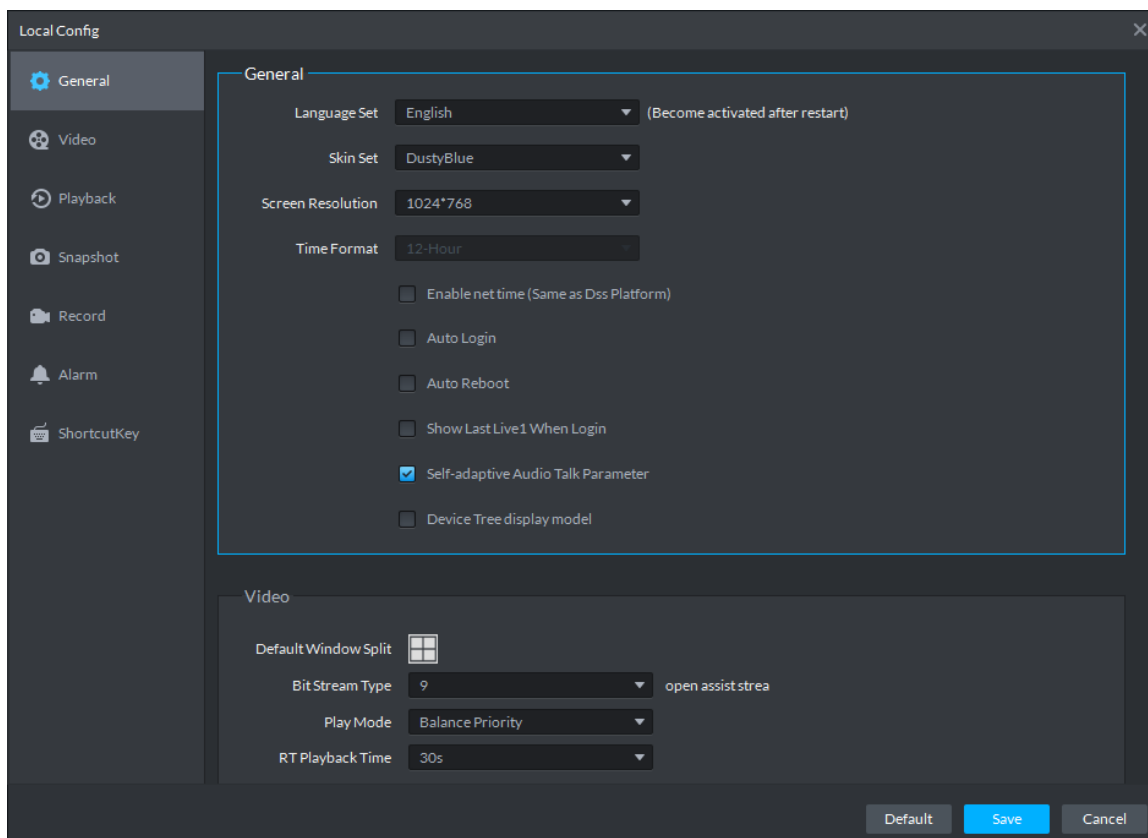 Local Config
General
Video
Playback
Snapshot
Record
Alarm
ShortcutKey
General
Language Set English (Become activated after restart)
Skin Set DustyBlue
Screen Resolution 1024*768
Time Format 12-Hour
Enable net time (Same as Dss Platform)
Auto Login
Auto Reboot
Show Last Live1 When Login
Self-adaptive Audio Talk Parameter
Device Tree display model
Video
Default Window Split
Bit Stream Type 9 open assist strea
Play Mode Balance Priority
RT Playback Time 30s
Default Save Cancel